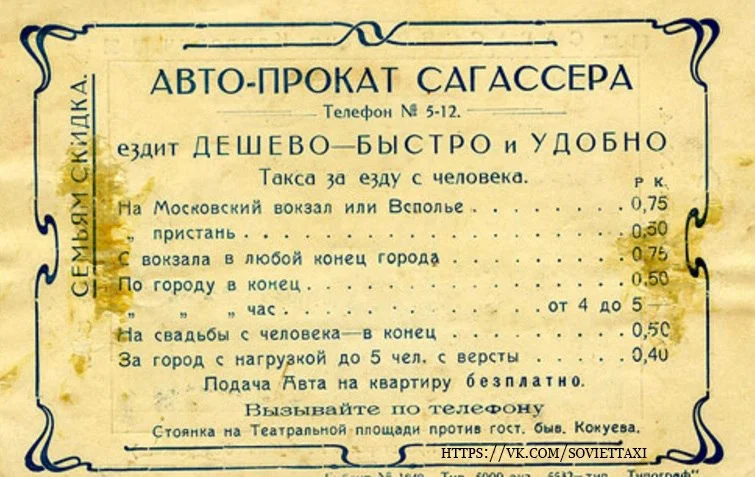 АВТО-ПРОКАТ САГАССЕРА
Телефон № 5-12.
ездит ДЕШЕВО—БЫСТРО и УДОБНО
Такса за езду с человека.
Р К.
На Московский вокзал или Всполье . . . . . . . 0,75
„ пристань . . . . . . . . . . . . . . . . 0,50
С вокзала в любой конец города . . . . . . . . 0,75
По городу в конец . . . . . . . . . . . . . . 0,50
„ „ „ час . . . . . . . . . . . . от 4 до 5 —
На свадьбы с человека—в конец . . . . . . . . 0,50
За город с нагрузкой до 5 чел. с версты . . . . . 0,40
Подача Авта на квартиру бесплатно.
Вызывайте по телефону
Стоянка на Театральной площади против гост. быв. Кокуева.
СЕМЬЯМ СКИДКА.
HTTPS://VK.COM/SOVIETTAXI